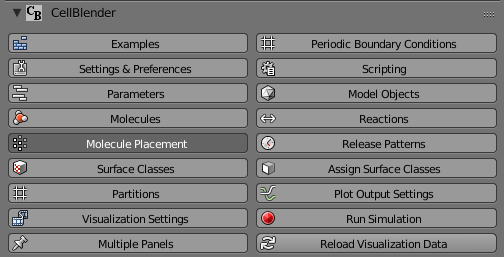 CB CellBlender
Examples
Periodic Boundary Conditions
Settings & Preferences
Scripting
Parameters
Model Objects
Molecules
Reactions
Molecule Placement
Release Patterns
Surface Classes
Assign Surface Classes
Partitions
Plot Output Settings
Visualization Settings
Run Simulation
Multiple Panels
Reload Visualization Data